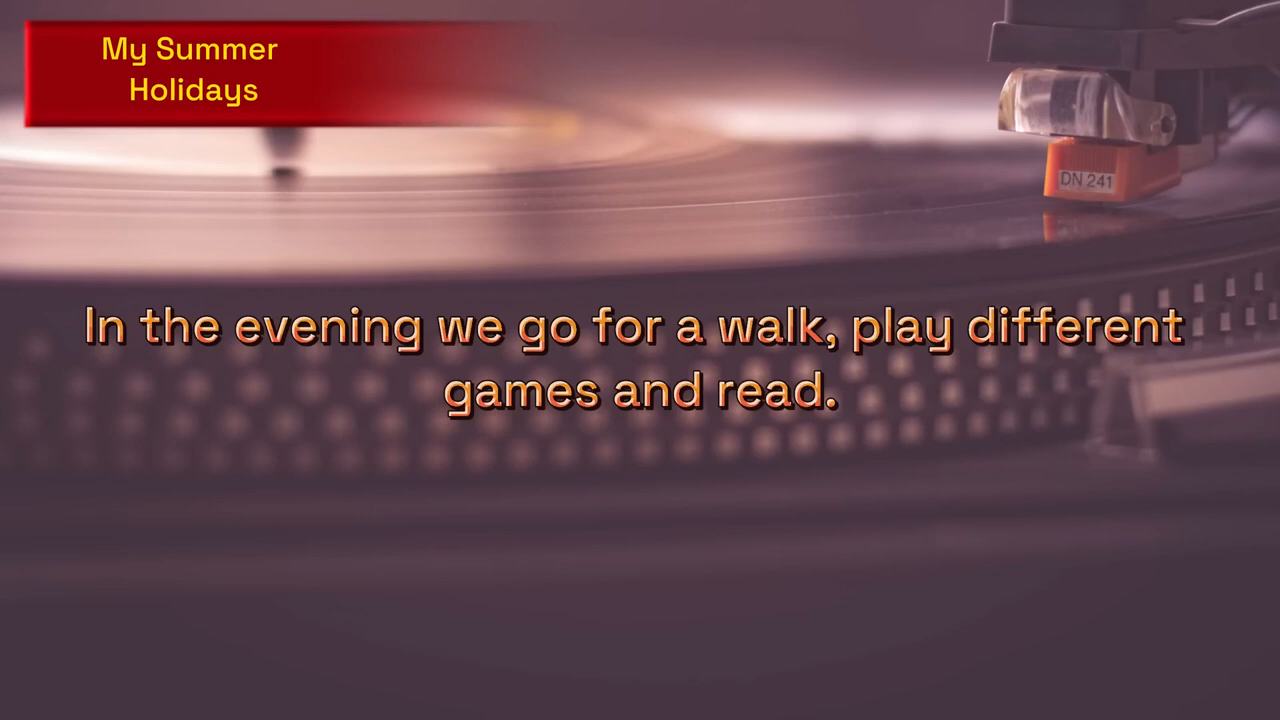 My Summer
Holidays
DN 241
In the evening we go for a walk, play different
games and read.